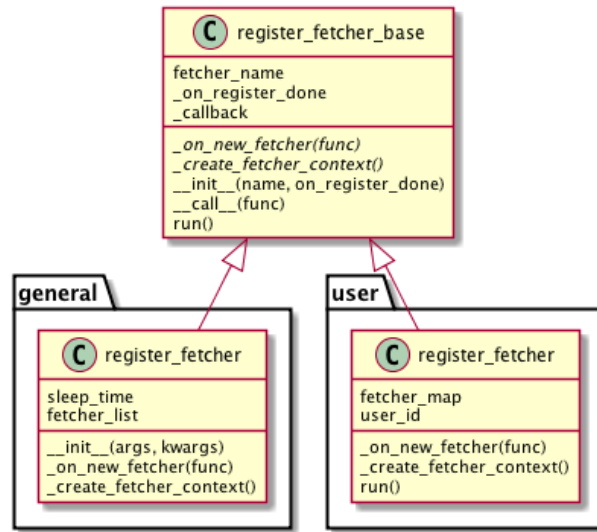 C register_fetcher_base
fetcher_name
_on_register_done
_callback
_on_new_fetcher(func)
_create_fetcher_context()
__init__(name, on_register_done)
__call__(func)
run()
general
C register_fetcher
sleep_time
fetcher_list
__init__(args, kwargs)
_on_new_fetcher(func)
_create_fetcher_context()
user
C register_fetcher
fetcher_map
user_id
_on_new_fetcher(func)
_create_fetcher_context()
run()